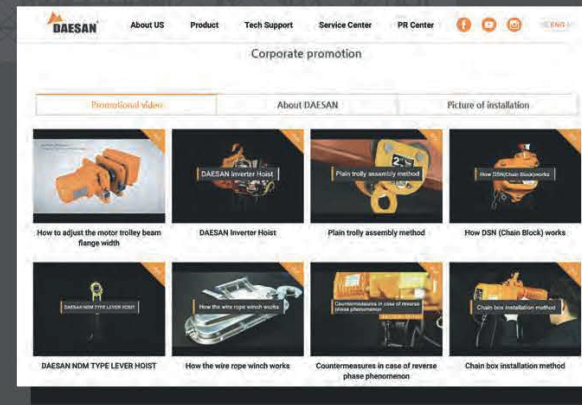 DAESAN
About US Product Tech Support Service Center PR Center ENG
Corporate promotion
Promotional video About DAESAN Picture of installation
DAESAN Inverter Hoist
Plain trolly assembly method
How DSN(Chain Block)works
How to adjust the motor trolley beam
flange width
DAESAN Inverter Hoist
Plain trolly assembly method
How DSN (Chain Block) works
DAESAN NDM TYPE LEVER HOIST
How the wire rope winch works
Countermeasures in case of reverse
phase phenomenon
Chain box installation method
DAESAN NDM TYPE LEVER HOIST
How the wire rope winch works
Countermeasures in case of reverse
phase phenomenon
Chain box installation method